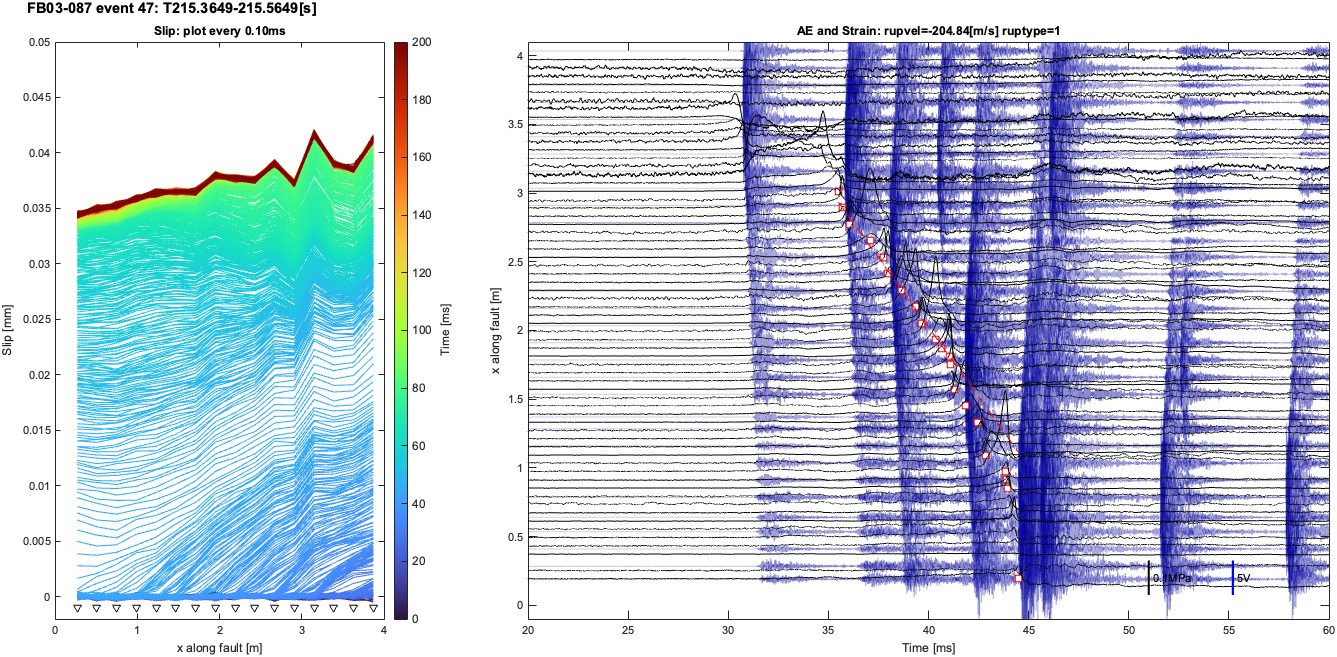 FB03-087 event 47: T215.3649-215.5649[s]
Slip: plot every 0.10ms
0.05
0.045
0.04
0.035
0.03
0.025
0.02
0.015
0.01
0.005
0
Slip [mm]
0 1 2 3 4
x along fault [m]
200
180
160
140
120
100
80
60
40
20
0
Time [ms]
AE and Strain: rupvel=-204.84[m/s] ruptype=1
4
3.5
3
2.5
2
1.5
1
0.5
0
x along fault [m]
0.1MPa
5V
20 25 30 35 40 45 50 55 60
Time [ms]